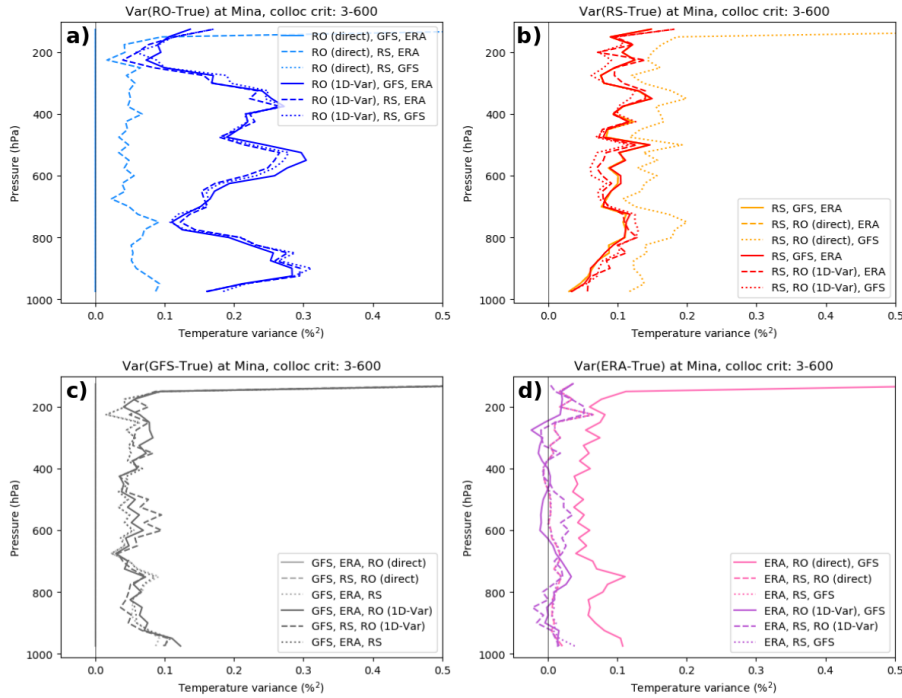 Var(RO-True) at Mina, colloc crit: 3-600
a)
RO (direct), GFS, ERA
RO (direct), RS, ERA
RO (direct), RS, GFS
RO (1D-Var), GFS, ERA
RO (1D-Var), RS, ERA
RO (1D-Var), RS, GFS
Pressure (hPa)
200
400
600
800
1000
0.0 0.1 0.2 0.3 0.4 0.5
Temperature variance (%²)
Var(RS-True) at Mina, colloc crit: 3-600
b)
RS, GFS, ERA
RS, RO (direct), ERA
RS, RO (direct), GFS
RS, GFS, ERA
RS, RO (1D-Var), ERA
RS, RO (1D-Var), GFS
Pressure (hPa)
200
400
600
800
1000
0.0 0.1 0.2 0.3 0.4 0.5
Temperature variance (%²)
Var(GFS-True) at Mina, colloc crit: 3-600
c)
GFS, ERA, RO (direct)
GFS, RS, RO (direct)
GFS, ERA, RS
GFS, ERA, RO (1D-Var)
GFS, RS, RO (1D-Var)
GFS, ERA, RS
Pressure (hPa)
200
400
600
800
1000
0.0 0.1 0.2 0.3 0.4 0.5
Temperature variance (%²)
Var(ERA-True) at Mina, colloc crit: 3-600
d)
ERA, RO (direct), GFS
ERA, RS, RO (direct)
ERA, RS, GFS
ERA, RO (1D-Var), GFS
ERA, RS, RO (1D-Var)
ERA, RS, GFS
Pressure (hPa)
200
400
600
800
1000
0.0 0.1 0.2 0.3 0.4 0.5
Temperature variance (%²)